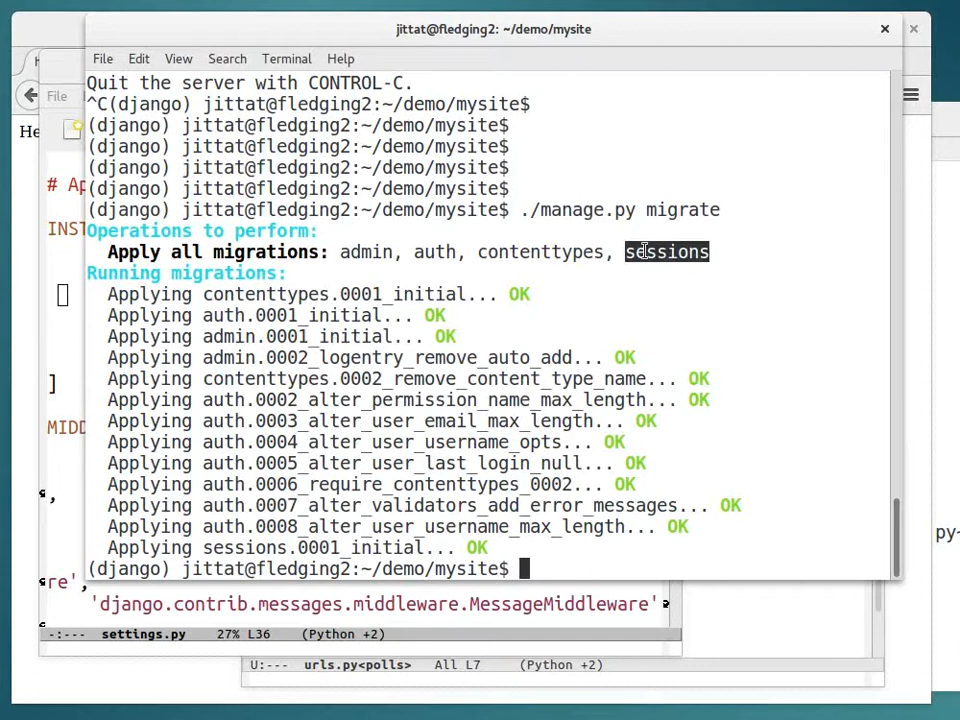 jittat@fledging2: ~/demo/mysite
File Edit View Search Terminal Help
Quit the server with CONTROL-C.
^C(django) jittat@fledging2:~/demo/mysite$
(django) jittat@fledging2:~/demo/mysite$
(django) jittat@fledging2:~/demo/mysite$
(django) jittat@fledging2:~/demo/mysite$
(django) jittat@fledging2:~/demo/mysite$
(django) jittat@fledging2:~/demo/mysite$ ./manage.py migrate
Operations to perform:
Apply all migrations: admin, auth, contenttypes, sessions
Running migrations:
Applying contenttypes.0001_initial... OK
Applying auth.0001_initial... OK
Applying admin.0001_initial... OK
Applying admin.0002_logentry_remove_auto_add... OK
Applying contenttypes.0002_remove_content_type_name... OK
Applying auth.0002_alter_permission_name_max_length... OK
Applying auth.0003_alter_user_email_max_length... OK
Applying auth.0004_alter_user_username_opts... OK
Applying auth.0005_alter_user_last_login_null... OK
Applying auth.0006_require_contenttypes_0002... OK
Applying auth.0007_alter_validators_add_error_messages... OK
Applying auth.0008_alter_user_username_max_length... OK
Applying sessions.0001_initial... OK
(django) jittat@fledging2:~/demo/mysite$
File
He
# Ap
INST
]
MIDD
,
re',
'django.contrib.messages.middleware.MessageMiddleware'
-:--- settings.py 27% L36 (Python +2)
U:--- urls.py<polls> All L7 (Python +2)
py~